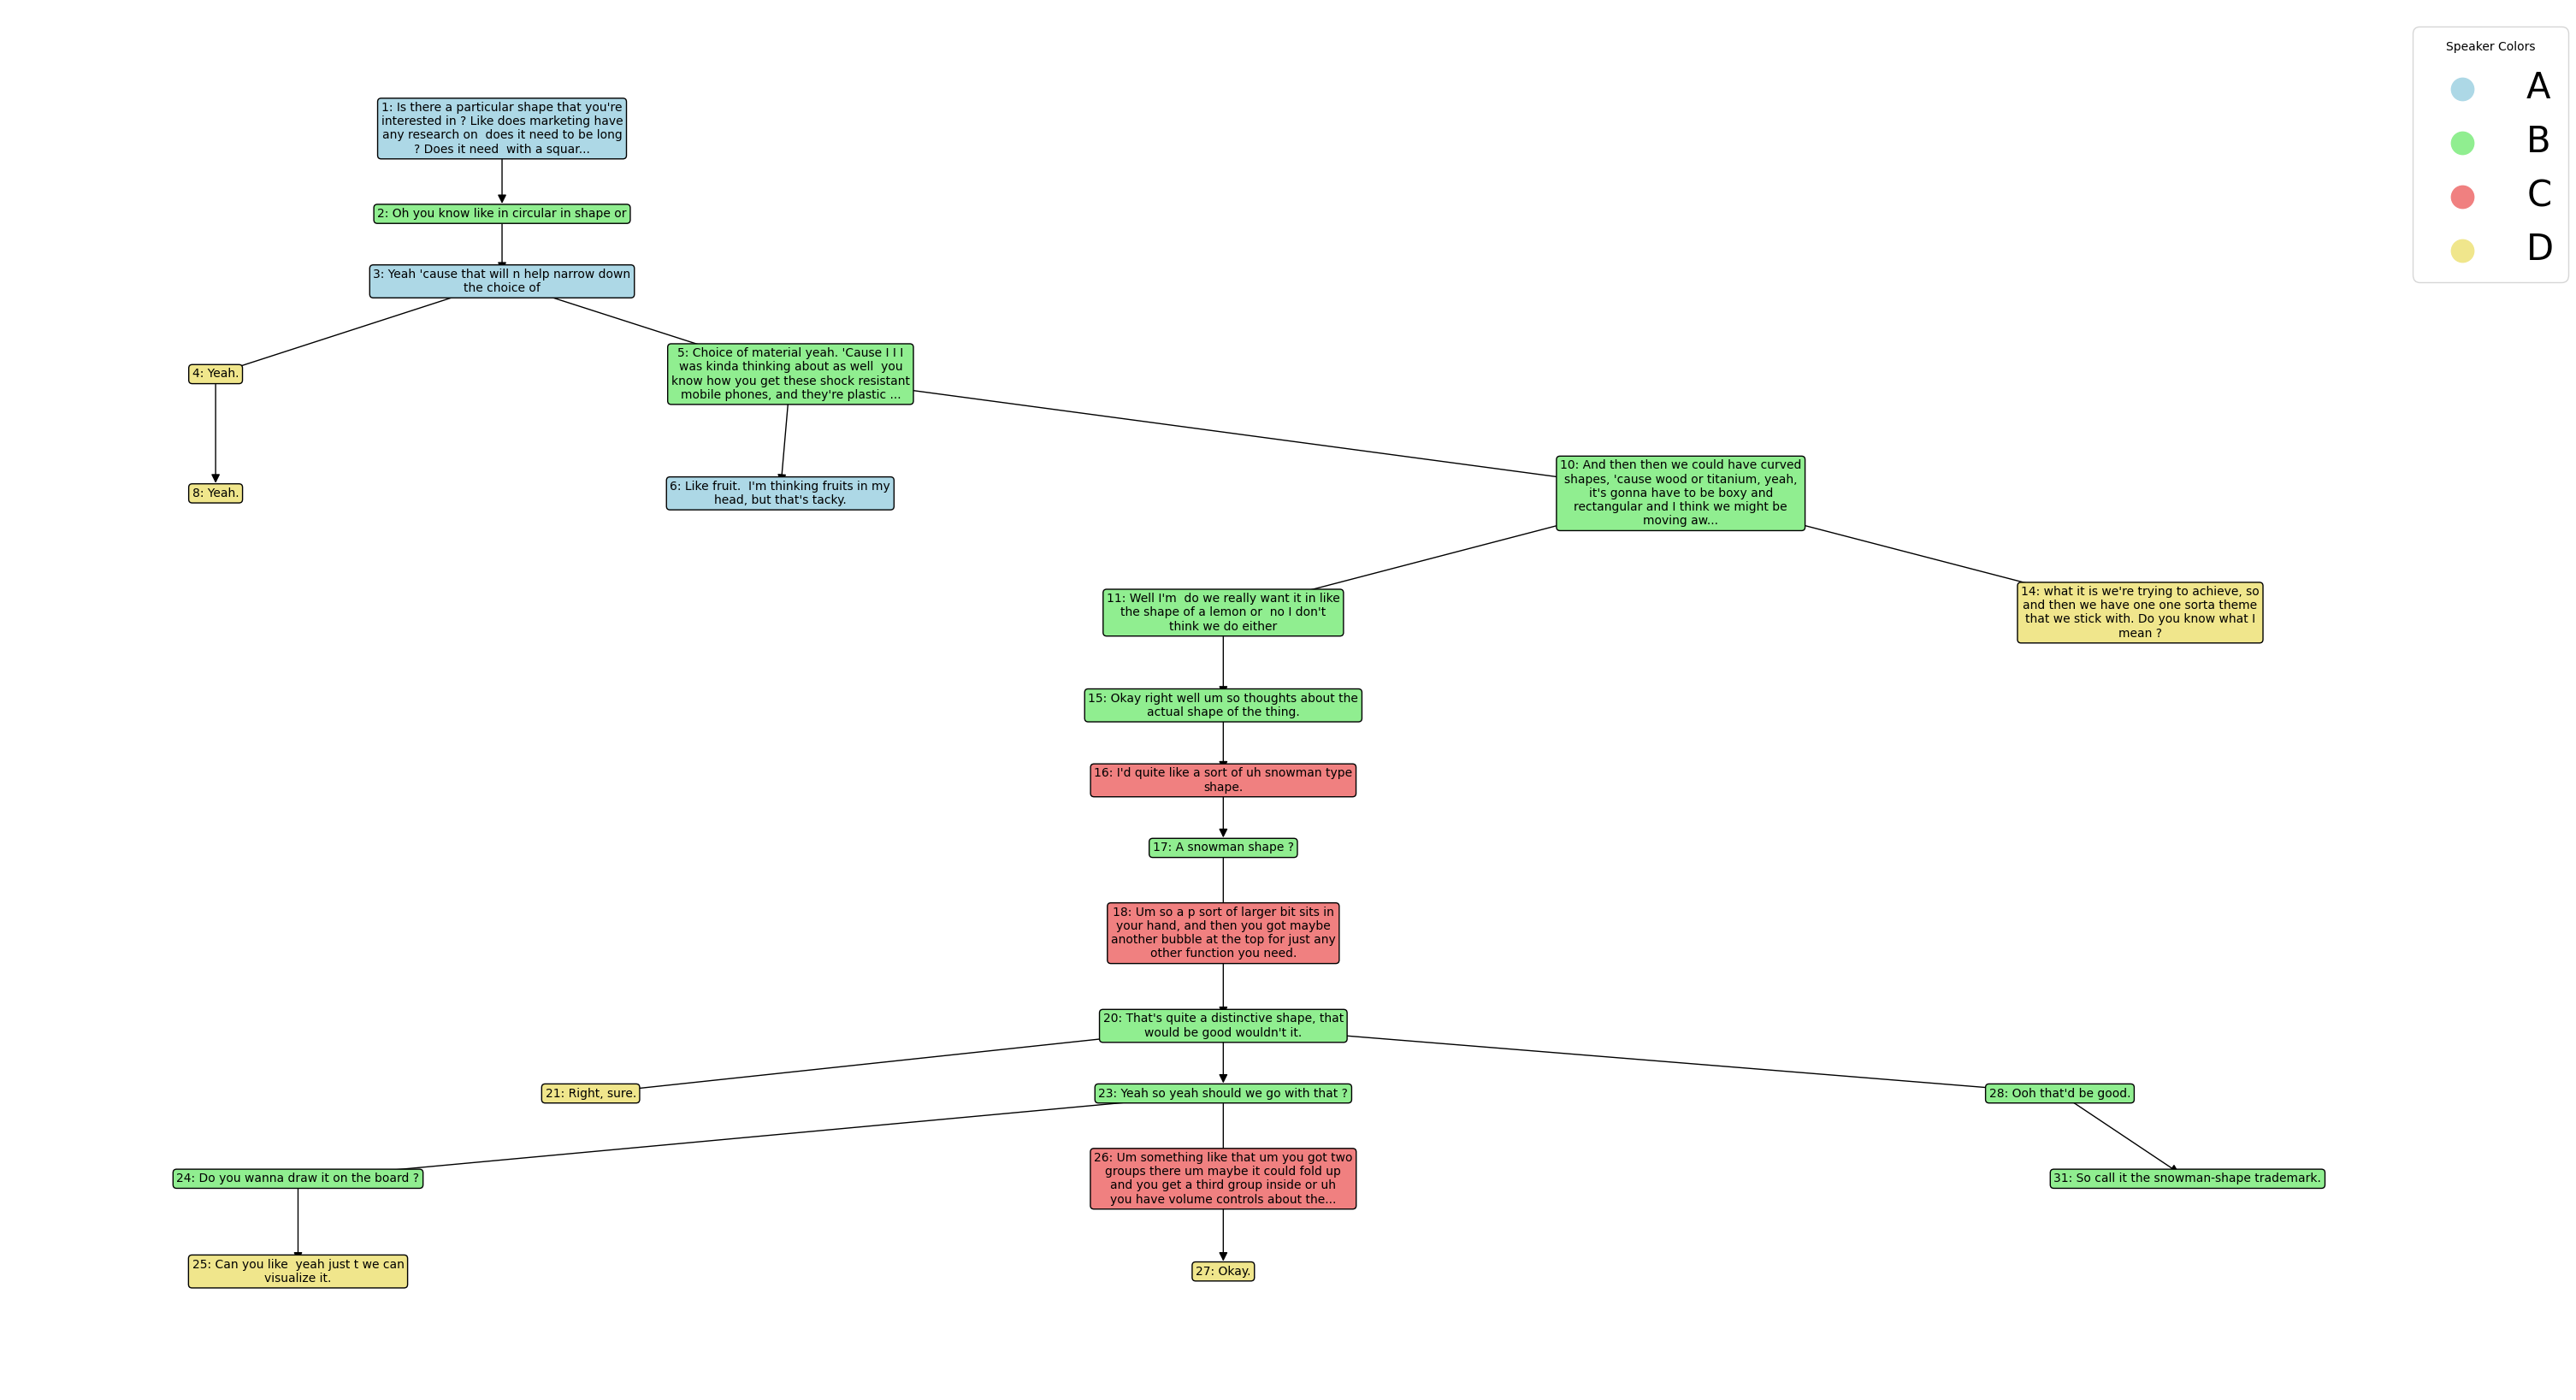 Speaker Colors
A
B
C
D
1: Is there a particular shape that you're
interested in ? Like does marketing have
any research on  does it need to be long
? Does it need  with a squar...
2: Oh you know like in circular in shape or
3: Yeah 'cause that will n help narrow down
the choice of
4: Yeah.
5: Choice of material yeah. 'Cause I I I
was kinda thinking about as well  you
know how you get these shock resistant
mobile phones, and they're plastic ...
8: Yeah.
6: Like fruit.  I'm thinking fruits in my
head, but that's tacky.
10: And then then we could have curved
shapes, 'cause wood or titanium, yeah,
it's gonna have to be boxy and
rectangular and I think we might be
moving aw...
11: Well I'm  do we really want it in like
the shape of a lemon or  no I don't
think we do either
14: what it is we're trying to achieve, so
and then we have one one sorta theme
that we stick with. Do you know what I
mean ?
15: Okay right well um so thoughts about the
actual shape of the thing.
16: I'd quite like a sort of uh snowman type
shape.
17: A snowman shape ?
18: Um so a p sort of larger bit sits in
your hand, and then you got maybe
another bubble at the top for just any
other function you need.
20: That's quite a distinctive shape, that
would be good wouldn't it.
21: Right, sure.
23: Yeah so yeah should we go with that ?
28: Ooh that'd be good.
24: Do you wanna draw it on the board ?
26: Um something like that um you got two
groups there um maybe it could fold up
and you get a third group inside or uh
you have volume controls about the...
31: So call it the snowman-shape trademark.
25: Can you like  yeah just t we can
visualize it.
27: Okay.